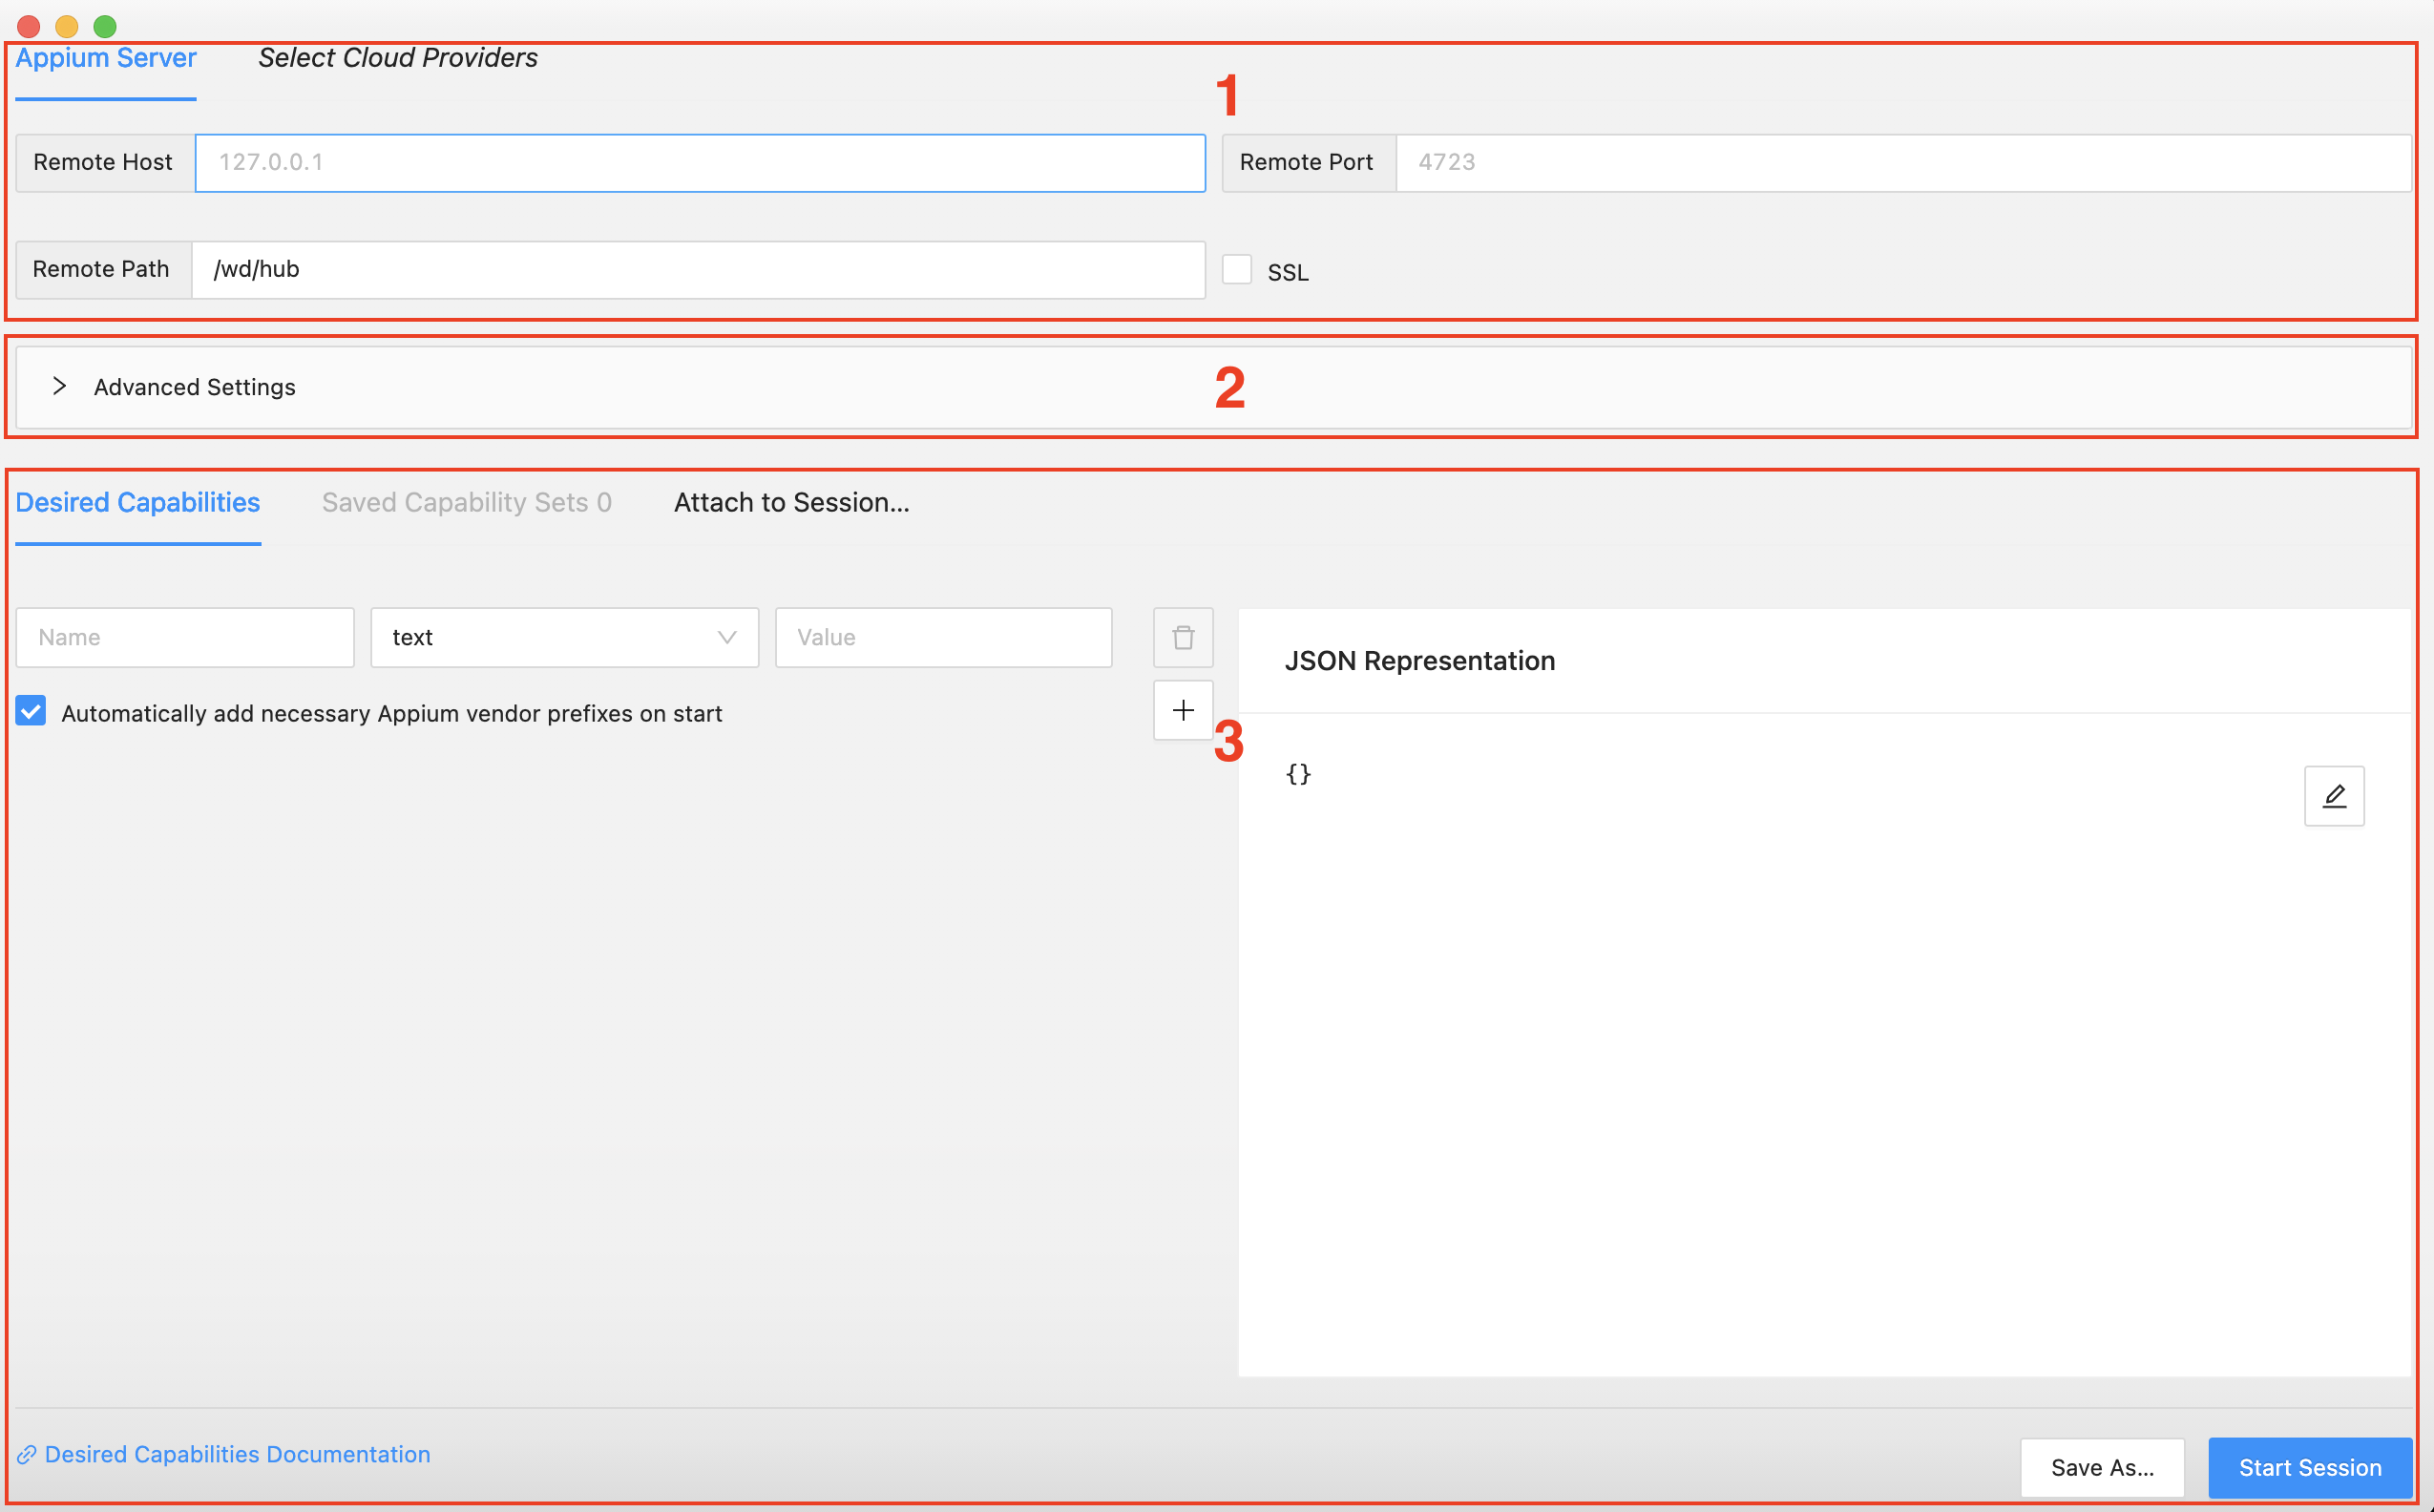 Appium Server Select Cloud Providers
1
Remote Host 127.0.0.1 Remote Port 4723
Remote Path /wd/hub SSL
Advanced Settings 2
Desired Capabilities Saved Capability Sets 0 Attach to Session...
Name text Value
JSON Representation
Automatically add necessary Appium vendor prefixes on start
3
{}
Desired Capabilities Documentation Save As... Start Session